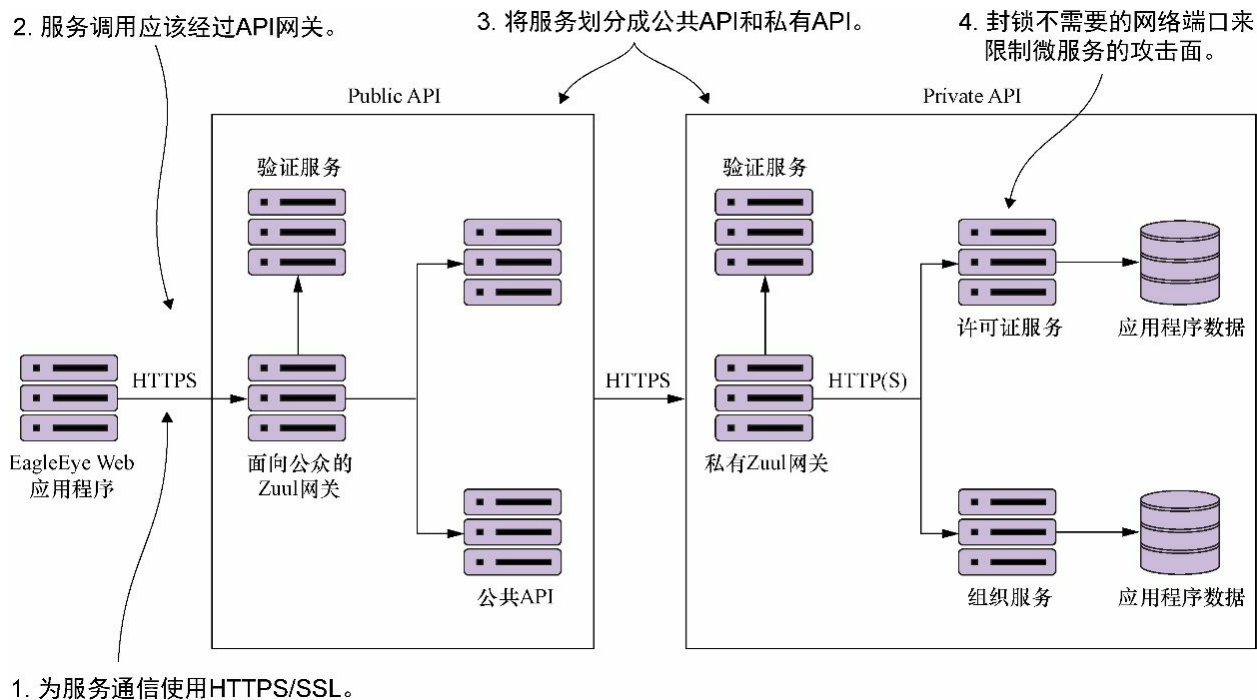 2. 服务调用应该经过API网关。
3. 将服务划分成公共API和私有API。
4. 封锁不需要的网络端口来
限制微服务的攻击面。
Public API
Private API
验证服务
验证服务
许可证服务
应用程序数据
HTTPS
HTTPS
HTTP(S)
EagleEye Web
应用程序
面向公众的
Zuul网关
私有Zuul网关
公共API
组织服务
应用程序数据
1. 为服务通信使用HTTPS/SSL。